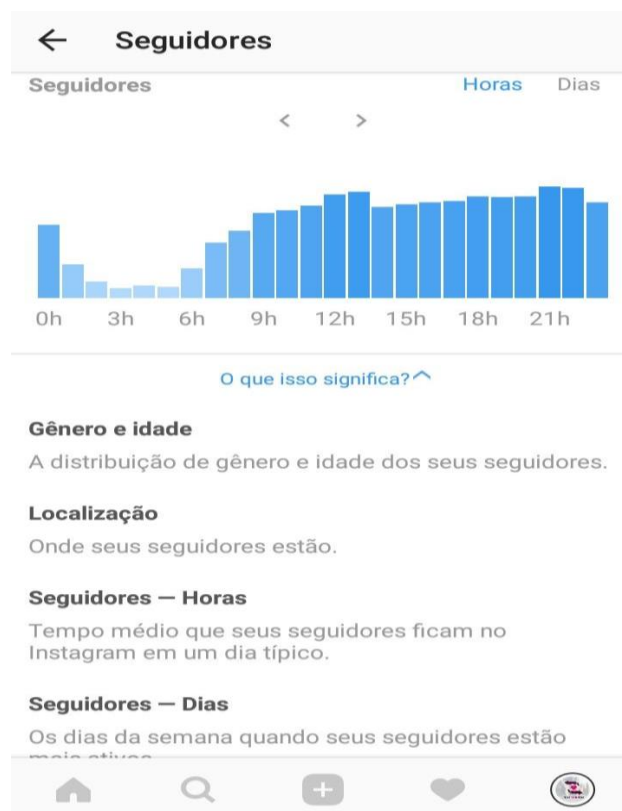 Seguidores
Seguidores Horas Dias
0h 3h 6h 9h 12h 15h 18h 21h
O que isso significa?
Gênero e idade
A distribuição de gênero e idade dos seus seguidores.
Localização
Onde seus seguidores estão.
Seguidores — Horas
Tempo médio que seus seguidores ficam no
Instagram em um dia típico.
Seguidores — Dias
Os dias da semana quando seus seguidores estão
mais ativos